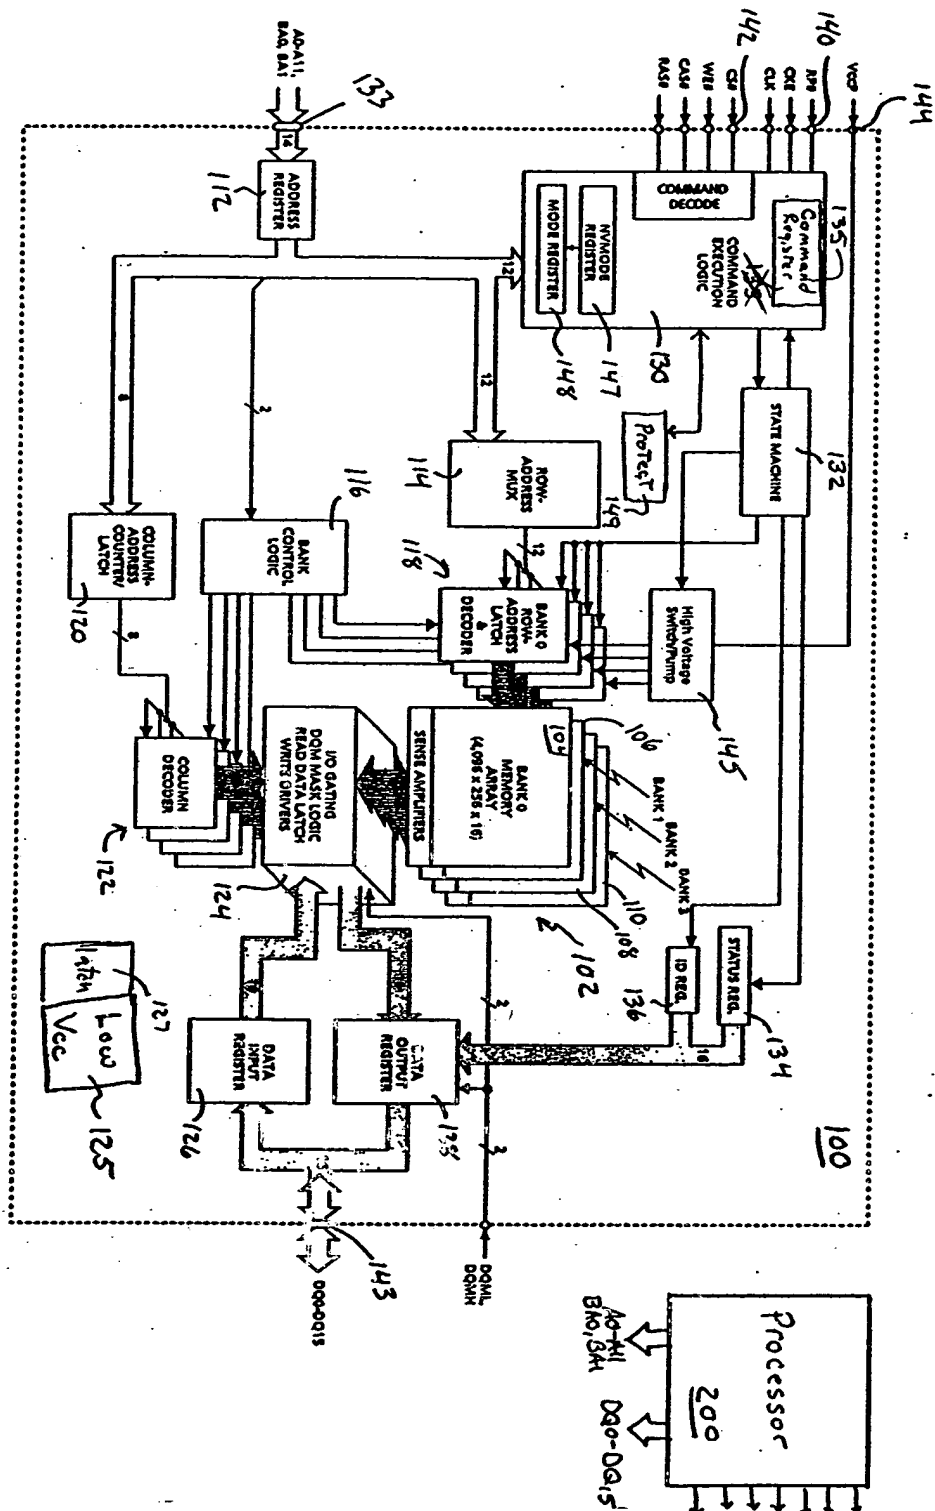 144
VCCP
140
RP#
CKE
CLK
142
CS#
WE#
CAS#
RAS#
COMMAND
DECODE
Command
Register
135
COMMAND
EXECUTION
LOGIC
NVMODE
REGISTER
MODE REGISTER
147
148
130
STATE MACHINE
132
Protect
149
High Voltage
Switch/Pump
145
A0-A11,
BA0, BA1
133
14
ADDRESS
REGISTER
112
12
12
2
8
ROW-
ADDRESS
MUX
114
12
118
BANK 0
ROW-
ADDRESS
LATCH
&
DECODER
BANK
CONTROL
LOGIC
116
COLUMN-
ADDRESS
COUNTER/
LATCH
120
8
COLUMN
DECODER
122
104
BANK 0
MEMORY
ARRAY
(4,096 x 256 x 16)
SENSE AMPLIFIERS
106
BANK 1
BANK 2
BANK 3
110
108
102
I/O GATING
DQM MASK LOGIC
READ DATA LATCH
WRITE DRIVERS
124
STATUS REG.
134
ID REG.
136
16
2
2
DATA
OUTPUT
REGISTER
DATA
INPUT
REGISTER
126
143
DQML,
DQMH
DQ0-DQ15
latch
127
Low
Vcc
125
100
Processor
200
A0-A11
BA0, BA1
DQ0-DQ15